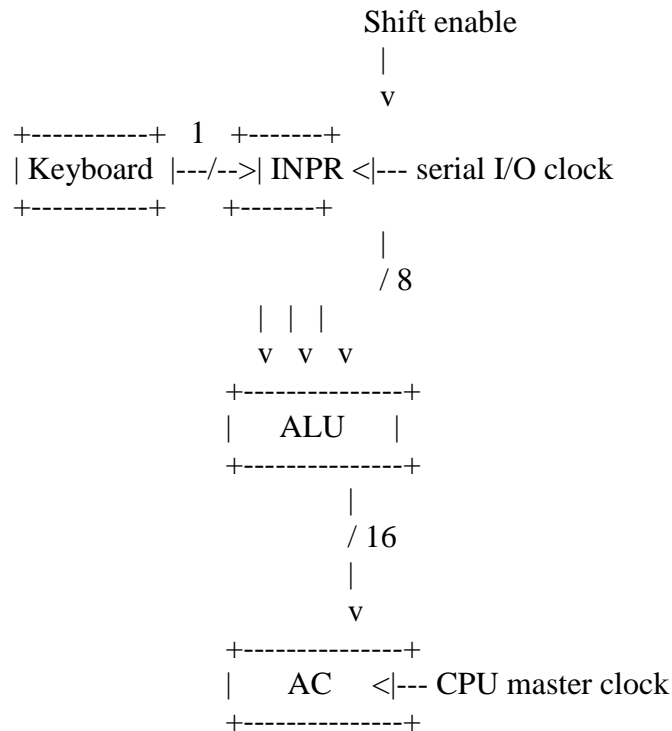 Shift enable
|
v
+-----------+ 1 +-------+
| Keyboard |---/-->| INPR <|--- serial I/O clock
+-----------+ +-------+
|
/ 8
| | |
v v v
+---------------+
| ALU |
+---------------+
|
/ 16
|
v
+---------------+
| AC <|--- CPU master clock
+---------------+